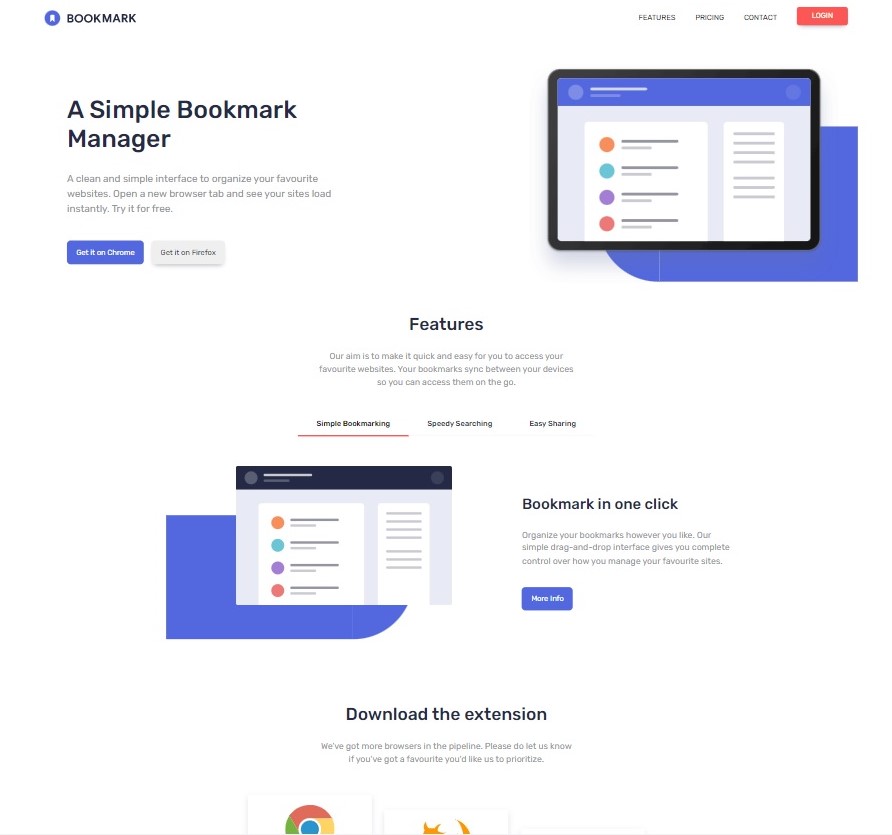 BOOKMARK
FEATURES
PRICING
CONTACT
LOGIN
A Simple Bookmark
Manager
A clean and simple interface to organize your favourite
websites. Open a new browser tab and see your sites load
instantly. Try it for free.
Get it on Chrome
Get it on Firefox
Features
Our aim is to make it quick and easy for you to access your
favourite websites. Your bookmarks sync between your devices
so you can access them on the go.
Simple Bookmarking
Speedy Searching
Easy Sharing
Bookmark in one click
Organize your bookmarks however you like. Our
simple drag-and-drop interface gives you complete
control over how you manage your favourite sites.
More Info
Download the extension
We've got more browsers in the pipeline. Please do let us know
if you've got a favourite you'd like us to prioritize.